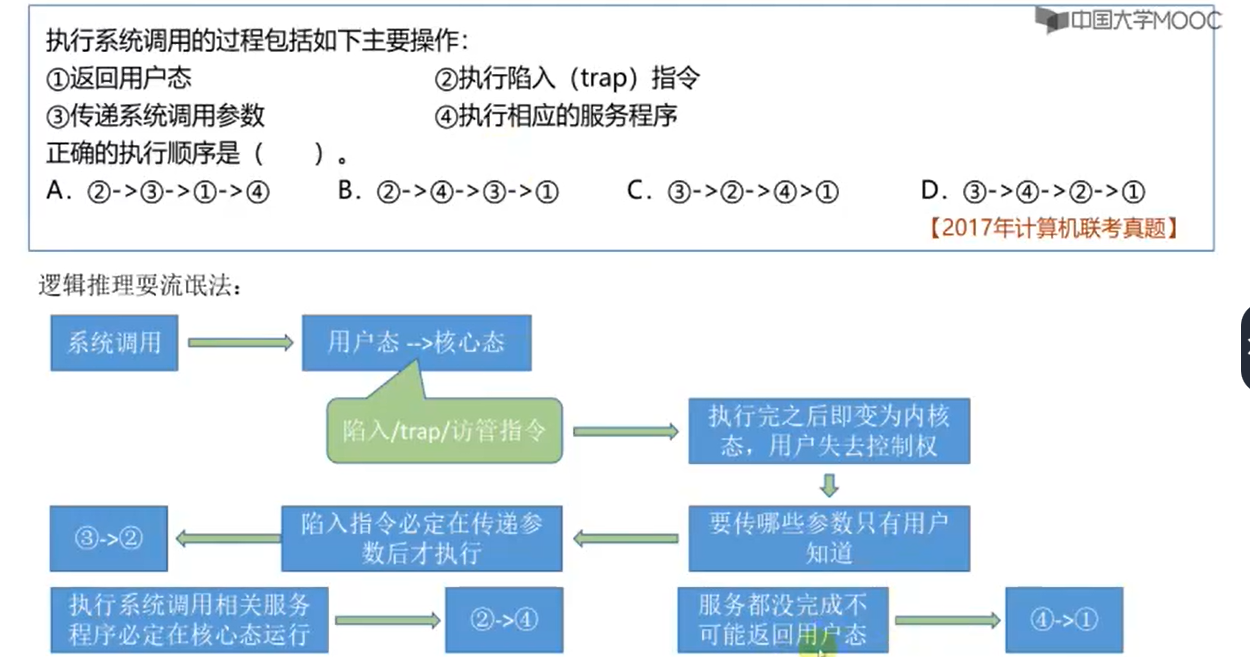 中国大学MOOC
执行系统调用的过程包括如下主要操作：
①返回用户态 ②执行陷入（trap）指令
③传递系统调用参数 ④执行相应的服务程序
正确的执行顺序是（ ）。
A. ②->③->①->④ B. ②->④->③->① C. ③->②->④>① D. ③->④->②->①
【2017年计算机联考真题】
逻辑推理耍流氓法：
系统调用 用户态 -->核心态
陷入/trap/访管指令
执行完之后即变为内核
态，用户失去控制权
③->②
陷入指令必定在传递参
数后才执行
要传哪些参数只有用户
知道
执行系统调用相关服务
程序必定在核心态运行
②->④
服务都没完成不
可能返回用户态
④->①